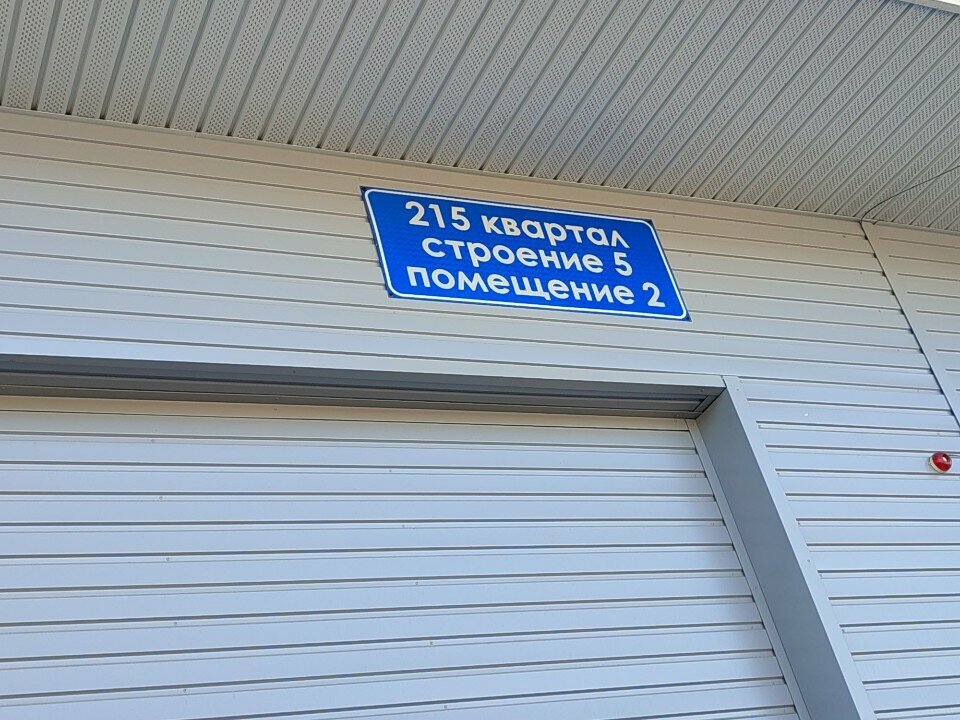 215 квартал
строение 5
помещение 2